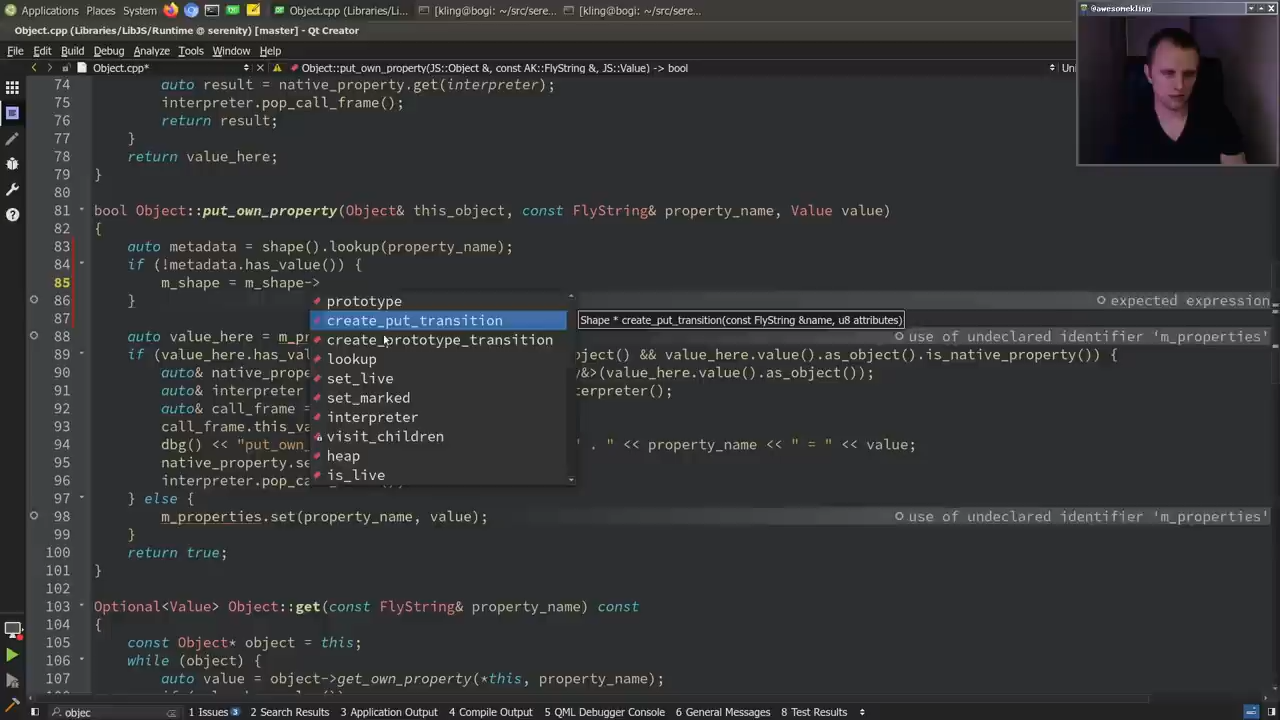 Applications Places System Object.cpp (Libraries/Li... [kling@bogi: ~/src/sere... [kling@bogi: ~/src/sere...
@awesomekling
Object.cpp (Libraries/LibJS/Runtime @ serenity) [master] - Qt Creator
File Edit Build Debug Analyze Tools Window Help
Object.cpp* Object::put_own_property(JS::Object &, const AK::FlyString &, JS::Value) -> bool
74 auto result = native_property.get(interpreter);
75 interpreter.pop_call_frame();
76 return result;
77 }
78 return value_here;
79 }
80
81 bool Object::put_own_property(Object& this_object, const FlyString& property_name, Value value)
82 {
83 auto metadata = shape().lookup(property_name);
84 if (!metadata.has_value()) {
85 m_shape = m_shape->
prototype
86 } expected expression
create_put_transition Shape * create_put_transition(const FlyString &name, u8 attributes)
87
88 auto value_here = m_pr use of undeclared identifier 'm_properties'
create_prototype_transition
89 if (value_here.has_val bject() && value_here.value().as_object().is_native_property()) {
lookup
90 auto& native_prope y&>(value_here.value().as_object());
set_live
91 auto& interpreter terpreter();
set_marked
92 auto& call_frame =
interpreter
93 call_frame.this_va
visit_children
94 dbg() << "put_own_ . " << property_name << " = " << value;
heap
95 native_property.se
is_live
96 interpreter.pop_ca
97 } else {
98 m_properties.set(property_name, value); use of undeclared identifier 'm_properties'
99 }
100 return true;
101 }
102
103 Optional<Value> Object::get(const FlyString& property_name) const
104 {
105 const Object* object = this;
106 while (object) {
107 auto value = object->get_own_property(*this, property_name);
objec 1 Issues 3 2 Search Results 3 Application Output 4 Compile Output 5 QML Debugger Console 6 General Messages 8 Test Results